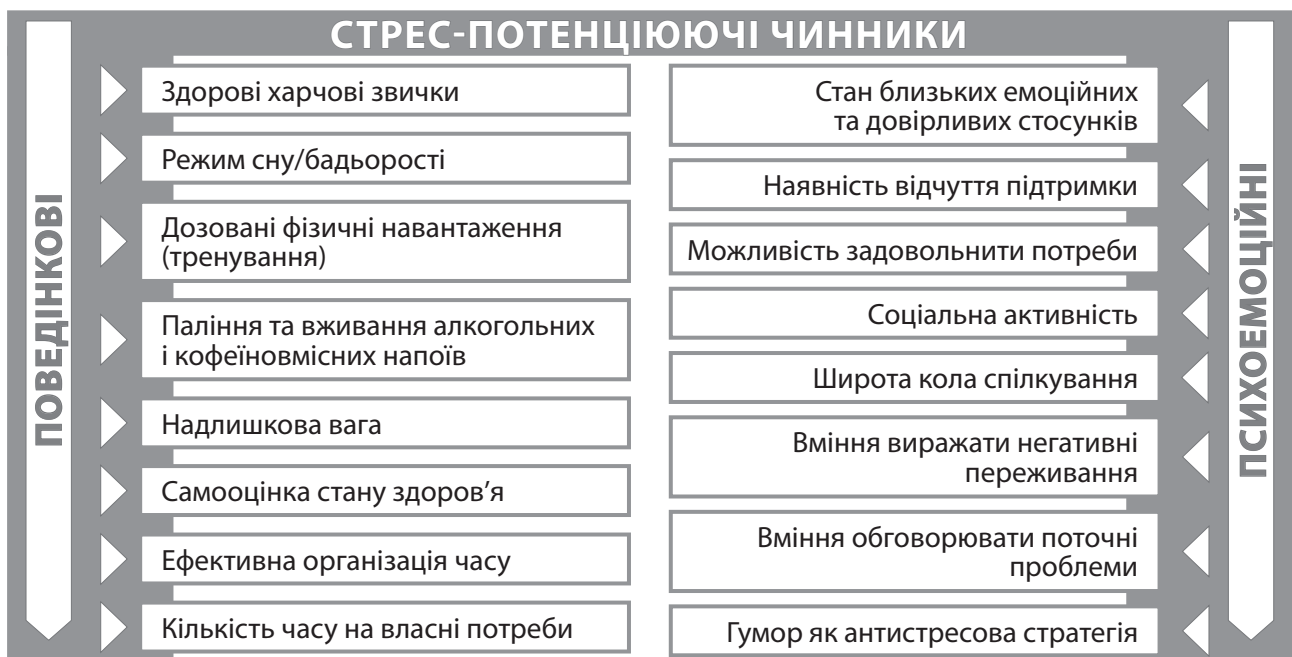 СТРЕС-ПОТЕНЦІЮЮЧІ ЧИННИКИ
ПОВЕДІНКОВІ
Здорові харчові звички
Режим сну/бадьорості
Дозовані фізичні навантаження
(тренування)
Паління та вживання алкогольних
і кофеїновмісних напоїв
Надлишкова вага
Самооцінка стану здоров’я
Ефективна організація часу
Кількість часу на власні потреби
ПСИХОЕМОЦІЙНІ
Стан близьких емоційних
та довірливих стосунків
Наявність відчуття підтримки
Можливість задовольнити потреби
Соціальна активність
Широта кола спілкування
Вміння виражати негативні
переживання
Вміння обговорювати поточні
проблеми
Гумор як антистресова стратегія